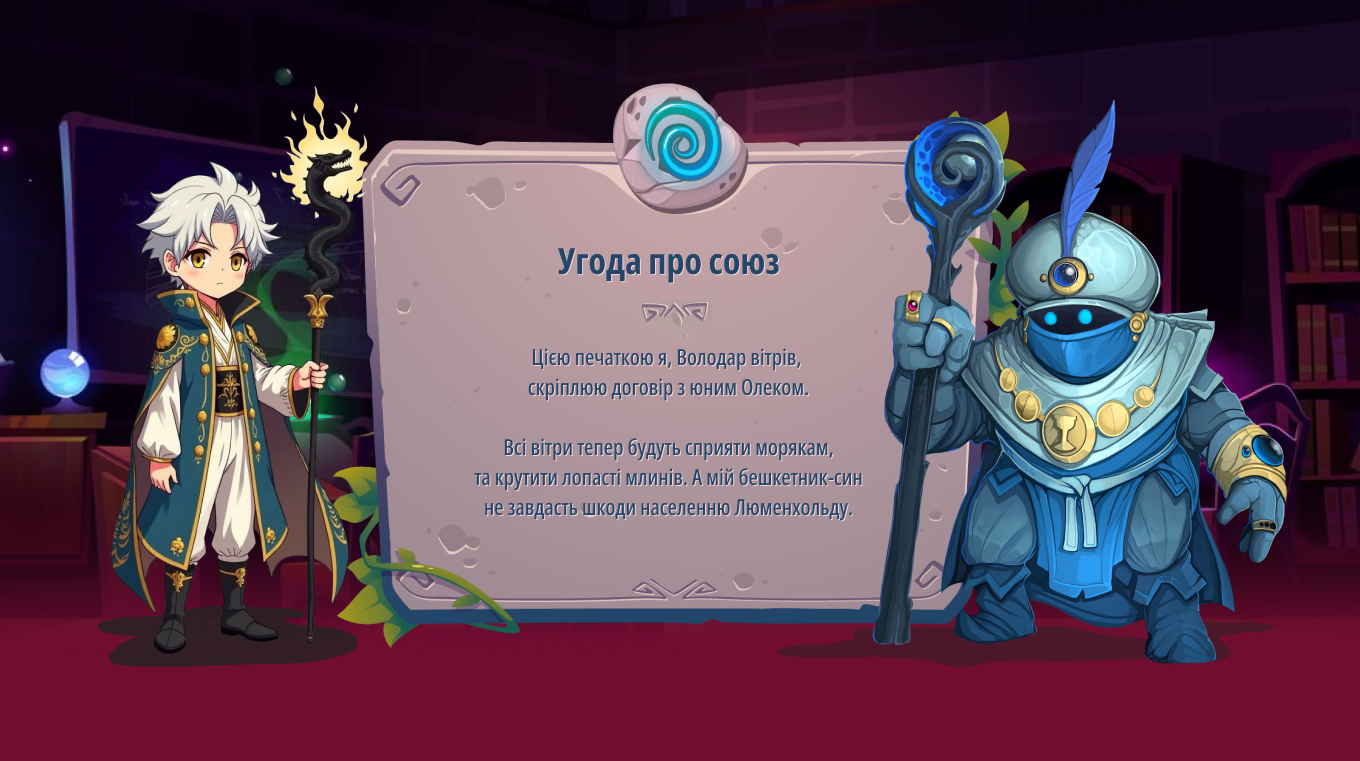 Угода про союз
Цією печаткою я, Володар вітрів,
скріплюю договір з юним Олеком.
Всі вітри тепер будуть сприяти морякам,
та крутити лопасті млинів. А мій бешкетник-син
не завдасть шкоди населенню Люменхольду.